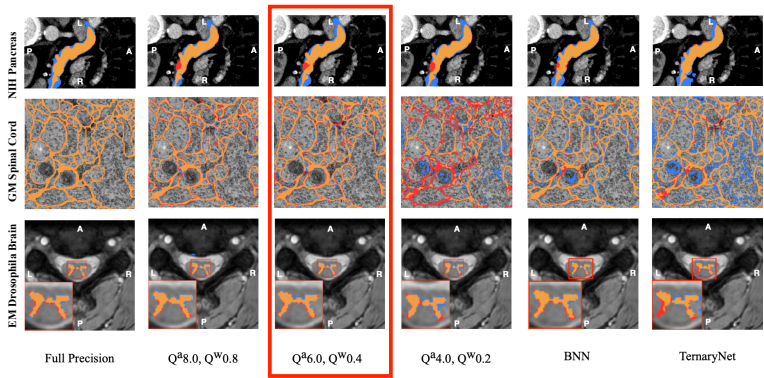 NIH Pancreas
L L L L L L
P A P A P A P A P A P A
R R R R R R
GM Spinal Cord
EM Drosophila Brain
A A A A A A
L R L R L R L R L R L R
P P P P P P
Full Precision
Qa8.0, Qw0.8
Qa6.0, Qw0.4
Qa4.0, Qw0.2
BNN
TernaryNet